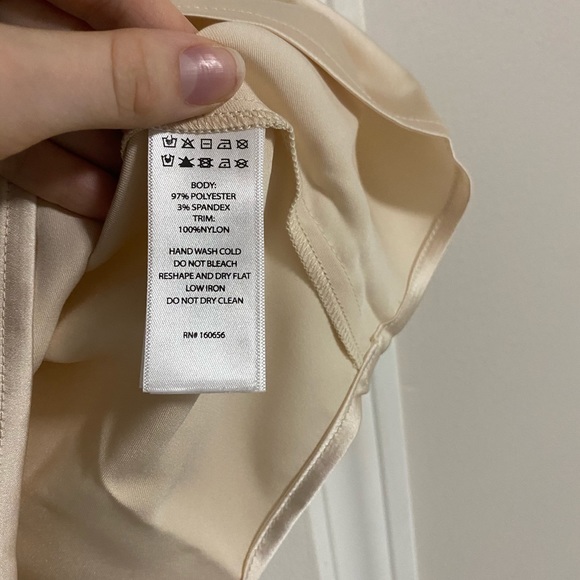 BODY:
97% POLYESTER
3% SPANDEX
TRIM:
100%NYLON
HAND WASH COLD
DO NOT BLEACH
RESHAPE AND DRY FLAT
LOW IRON
DO NOT DRY CLEAN
RN# 160656